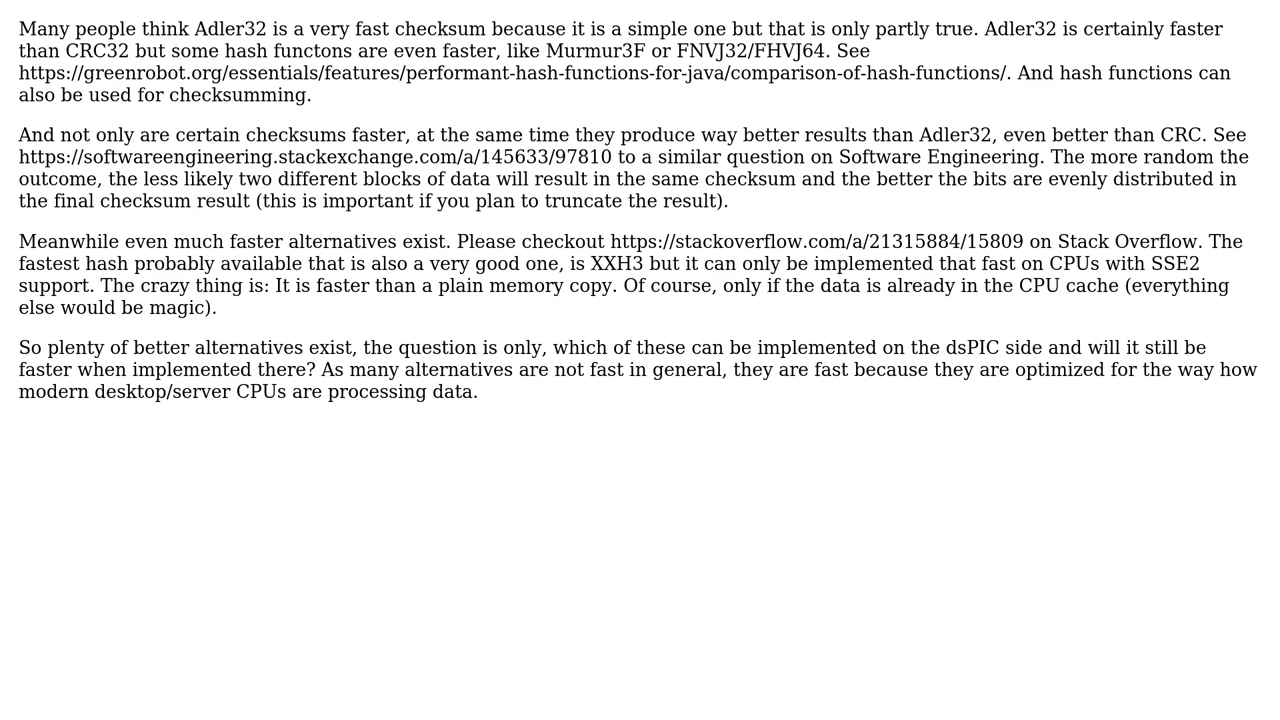 Many people think Adler32 is a very fast checksum because it is a simple one but that is only partly true. Adler32 is certainly faster
than CRC32 but some hash functons are even faster, like Murmur3F or FNVJ32/FHVJ64. See
https://greenrobot.org/essentials/features/performant-hash-functions-for-java/comparison-of-hash-functions/. And hash functions can
also be used for checksumming.
And not only are certain checksums faster, at the same time they produce way better results than Adler32, even better than CRC. See
https://softwareengineering.stackexchange.com/a/145633/97810 to a similar question on Software Engineering. The more random the
outcome, the less likely two different blocks of data will result in the same checksum and the better the bits are evenly distributed in
the final checksum result (this is important if you plan to truncate the result).
Meanwhile even much faster alternatives exist. Please checkout https://stackoverflow.com/a/21315884/15809 on Stack Overflow. The
fastest hash probably available that is also a very good one, is XXH3 but it can only be implemented that fast on CPUs with SSE2
support. The crazy thing is: It is faster than a plain memory copy. Of course, only if the data is already in the CPU cache (everything
else would be magic).
So plenty of better alternatives exist, the question is only, which of these can be implemented on the dsPIC side and will it still be
faster when implemented there? As many alternatives are not fast in general, they are fast because they are optimized for the way how
modern desktop/server CPUs are processing data.